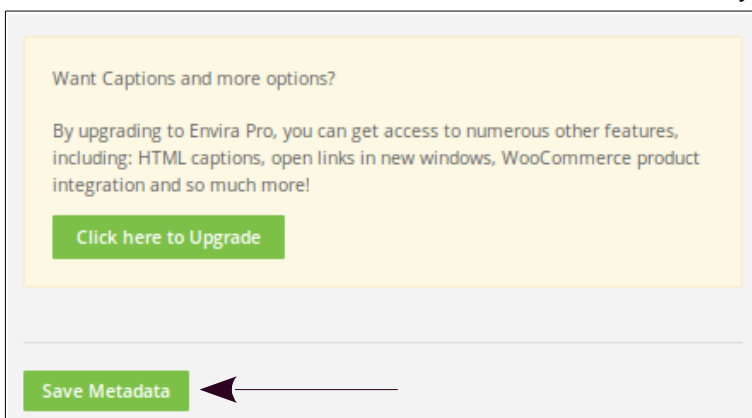 Want Captions and more options?
By upgrading to Envira Pro, you can get access to numerous other features,
including: HTML captions, open links in new windows, WooCommerce product
integration and so much more!
Click here to Upgrade
Save Metadata